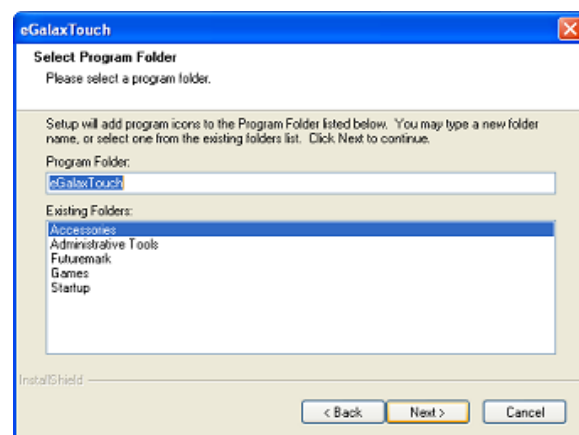 eGalaxTouch
Select Program Folder
Please select a program folder.
Setup will add program icons to the Program Folder listed below. You may type a new folder
name, or select one from the existing folders list. Click Next to continue.
Program Folder:
eGalaxTouch
Existing Folders:
Accessories
Administrative Tools
Futuremark
Games
Startup
InstallShield
< Back
Next >
Cancel